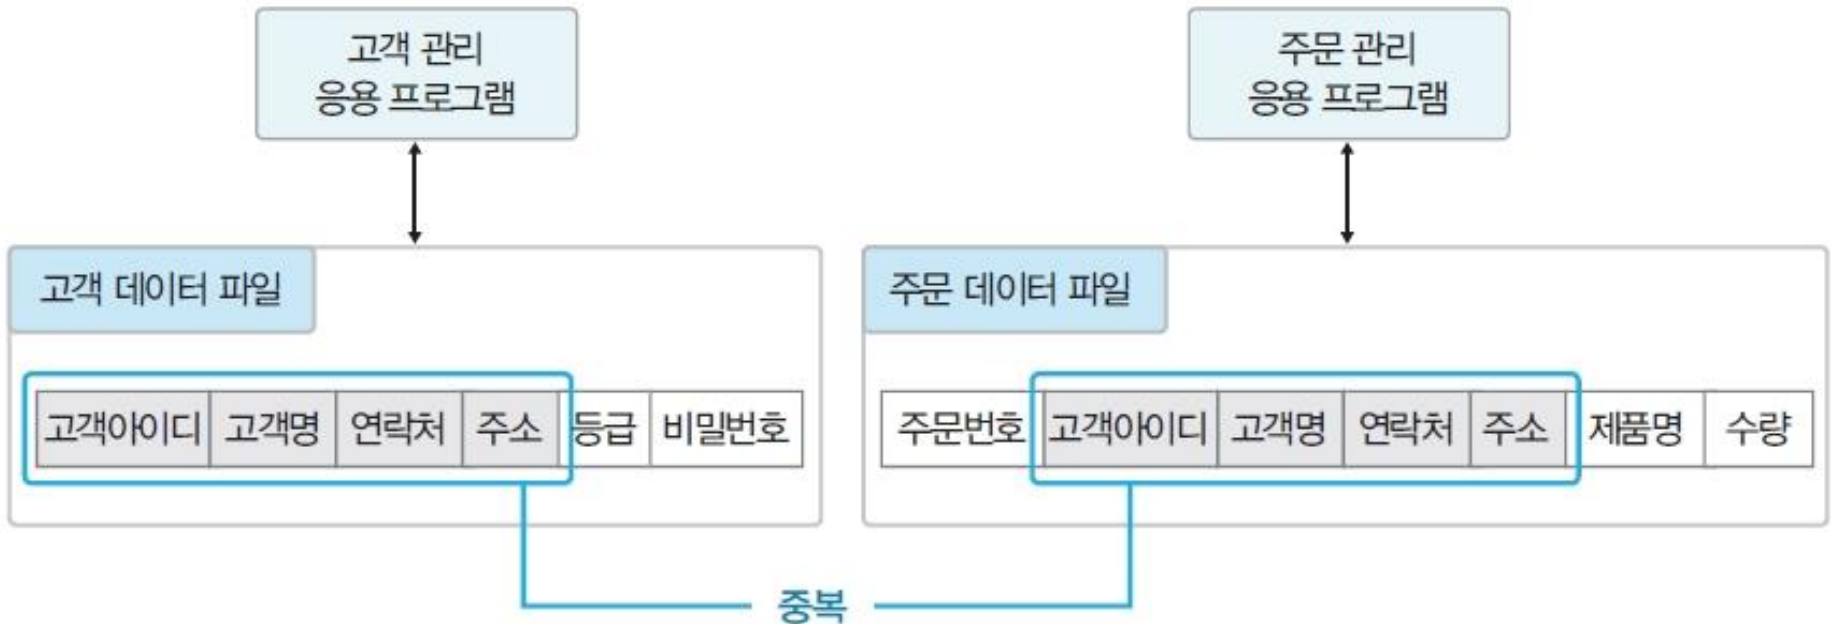 고객 관리
응용 프로그램
주문 관리
응용 프로그램
고객 데이터 파일
고객아이디 고객명 연락처 주소 등급 비밀번호
주문 데이터 파일
주문번호 고객아이디 고객명 연락처 주소 제품명 수량
중복